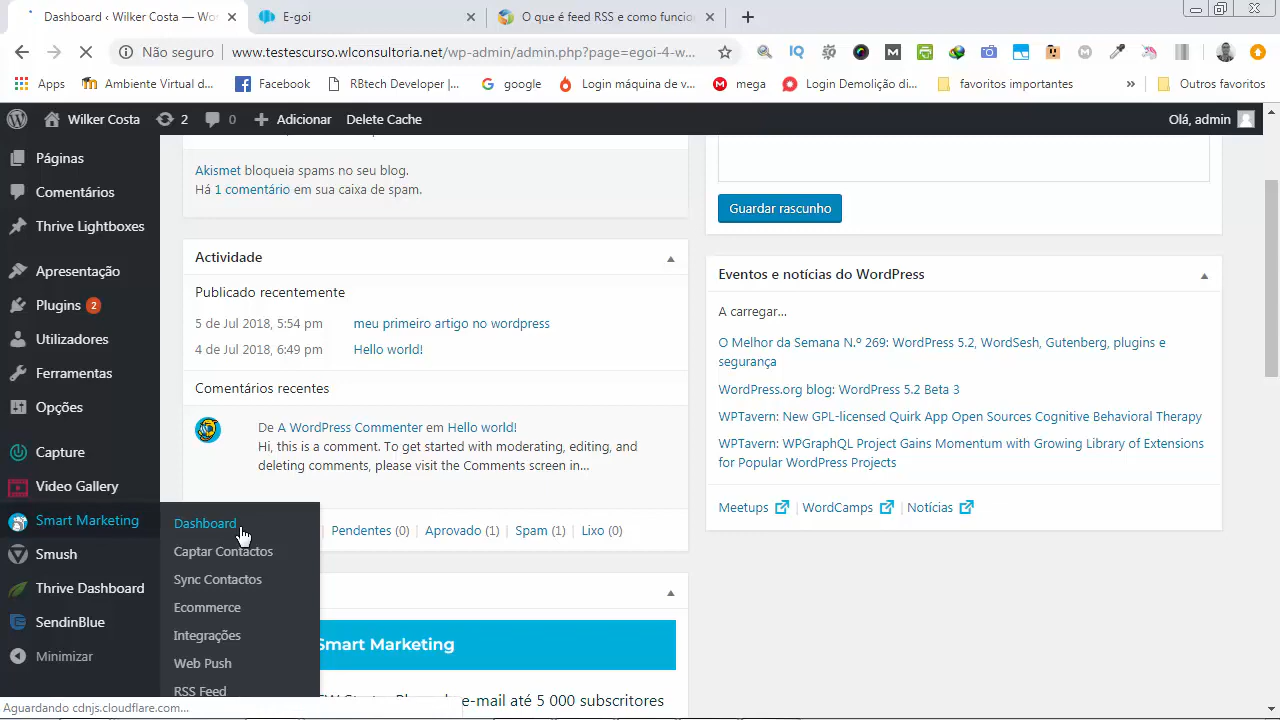 Dashboard ‹ Wilker Costa — Wo
E-goi
O que é feed RSS e como funcio
Não seguro
www.testescurso.wlconsultoria.net/wp-admin/admin.php?page=egoi-4-w...
Apps
Ambiente Virtual d...
Facebook
RBtech Developer |...
google
Login máquina de v...
mega
Login Demolição di...
favoritos importantes
»
Outros favoritos
Wilker Costa
2
0
Adicionar
Delete Cache
Olá, admin
Páginas
Comentários
Thrive Lightboxes
Apresentação
Plugins 2
Utilizadores
Ferramentas
Opções
Capture
Video Gallery
Smart Marketing
Smush
Thrive Dashboard
SendinBlue
Minimizar
Dashboard
Captar Contactos
Sync Contactos
Ecommerce
Integrações
Web Push
RSS Feed
Akismet bloqueia spams no seu blog.
Há 1 comentário em sua caixa de spam.
Actividade
Publicado recentemente
5 de Jul 2018, 5:54 pm meu primeiro artigo no wordpress
4 de Jul 2018, 6:49 pm Hello world!
Comentários recentes
De A WordPress Commenter em Hello world!
Hi, this is a comment. To get started with moderating, editing, and
deleting comments, please visit the Comments screen in...
Pendentes (0) Aprovado (1) Spam (1) Lixo (0)
Smart Marketing
e-mail até 5 000 subscritores
Guardar rascunho
Eventos e notícias do WordPress
A carregar...
O Melhor da Semana N.º 269: WordPress 5.2, WordSesh, Gutenberg, plugins e
segurança
WordPress.org blog: WordPress 5.2 Beta 3
WPTavern: New GPL-licensed Quirk App Open Sources Cognitive Behavioral Therapy
WPTavern: WPGraphQL Project Gains Momentum with Growing Library of Extensions
for Popular WordPress Projects
Meetups
WordCamps
Notícias
Aguardando cdnjs.cloudflare.com...